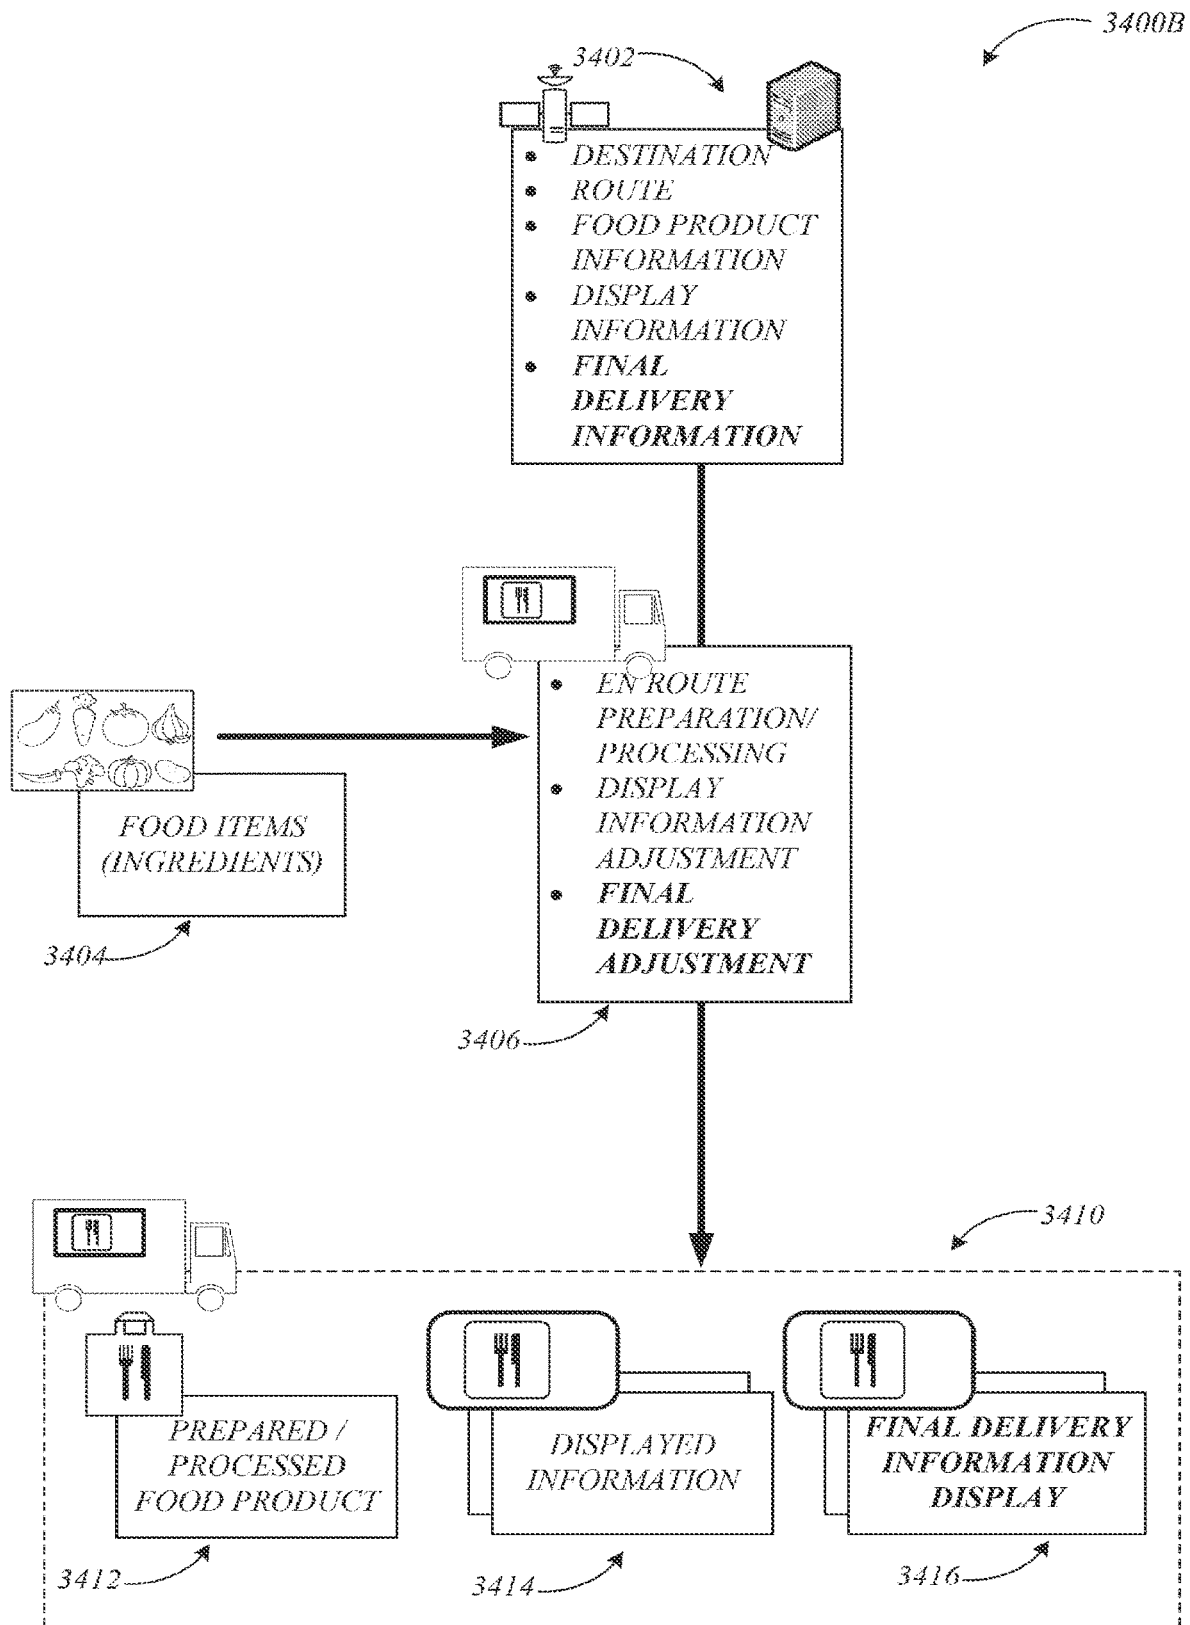 3400B
3402
• DESTINATION
• ROUTE
• FOOD PRODUCT
INFORMATION
• DISPLAY
INFORMATION
• FINAL
DELIVERY
INFORMATION
• EN ROUTE
PREPARATION/
PROCESSING
• DISPLAY
INFORMATION
ADJUSTMENT
• FINAL
DELIVERY
ADJUSTMENT
FOOD ITEMS
(INGREDIENTS)
3404
3406
3410
PREPARED /
PROCESSED
FOOD PRODUCT
DISPLAYED
INFORMATION
FINAL DELIVERY
INFORMATION
DISPLAY
3412
3414
3416